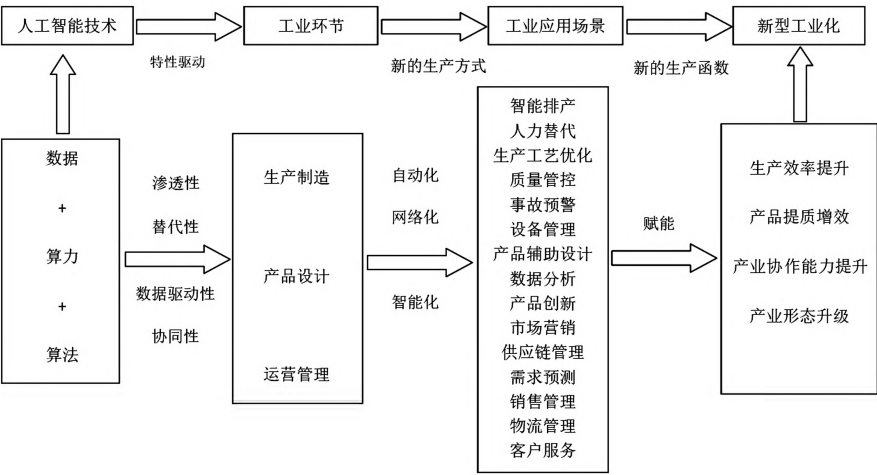 人工智能技术
特性驱动
工业环节
新的生产方式
工业应用场景
新的生产函数
新型工业化
数据
+
算力
+
算法
渗透性
替代性
数据驱动性
协同性
生产制造
产品设计
运营管理
自动化
网络化
智能化
智能排产
人力替代
生产工艺优化
质量管控
事故预警
设备管理
产品辅助设计
数据分析
产品创新
市场营销
供应链管理
需求预测
销售管理
物流管理
客户服务
赋能
生产效率提升
产品提质增效
产业协作能力提升
产业形态升级